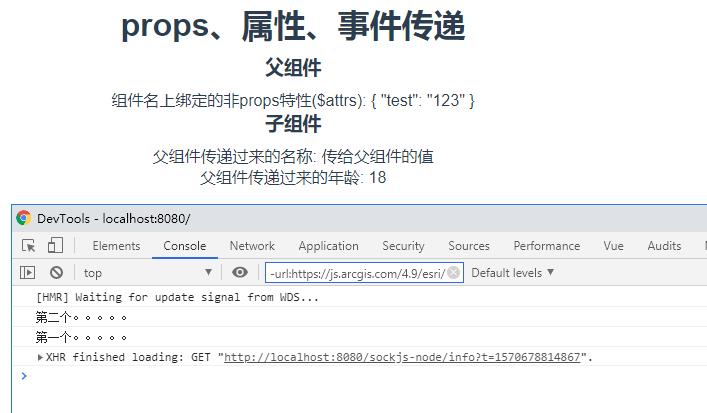 props、属性、事件传递
父组件
组件名上绑定的非props特性($attrs): { "test": "123" }
子组件
父组件传递过来的名称: 传给父组件的值
父组件传递过来的年龄: 18
DevTools - localhost:8080/
Elements Console Network Application Security Sources Performance Vue Audits
top ▼ -url:https://js.arcgis.com/4.9/esri/ Default levels ▼
[HMR] Waiting for update signal from WDS...
第二个。。。。。
第一个。。。。。
▶XHR finished loading: GET "http://localhost:8080/sockjs-node/info?t=1570678814867".
>